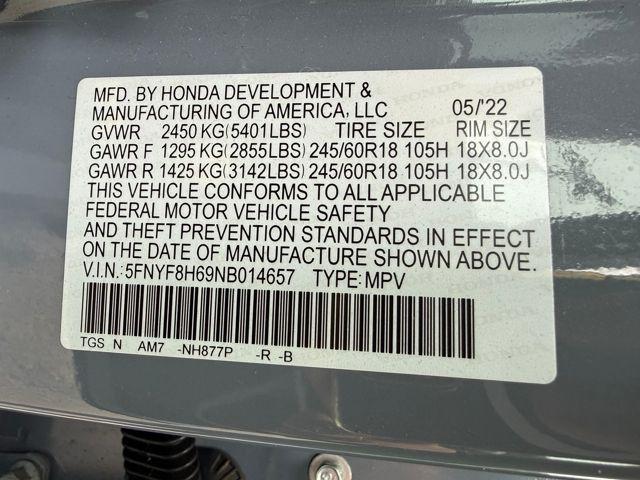 MFD. BY HONDA DEVELOPMENT &
MANUFACTURING OF AMERICA, LLC 05/'22
GVWR 2450 KG(5401LBS) TIRE SIZE RIM SIZE
GAWR F 1295 KG(2855LBS) 245/60R18 105H 18X8.0J
GAWR R 1425 KG(3142LBS) 245/60R18 105H 18X8.0J
THIS VEHICLE CONFORMS TO ALL APPLICABLE
FEDERAL MOTOR VEHICLE SAFETY
AND THEFT PREVENTION STANDARDS IN EFFECT
ON THE DATE OF MANUFACTURE SHOWN ABOVE.
V.I.N.:5FNYF8H69NB014657 TYPE:MPV
TGS N AM7 -NH877P -R -B